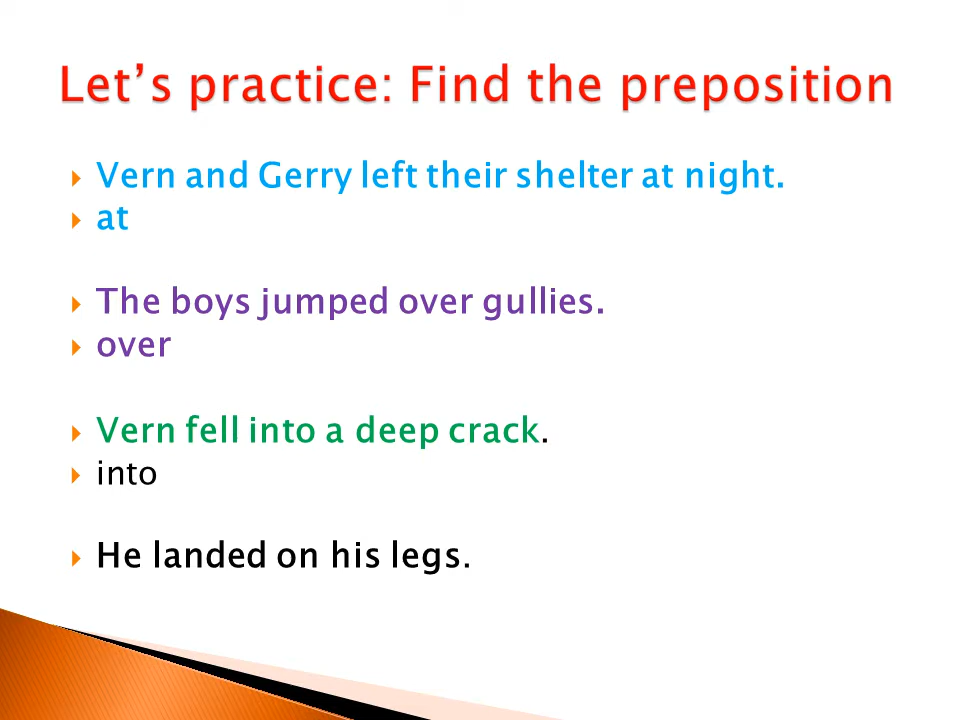 Let’s practice: Find the preposition
Vern and Gerry left their shelter at night.
at
The boys jumped over gullies.
over
Vern fell into a deep crack.
into
He landed on his legs.